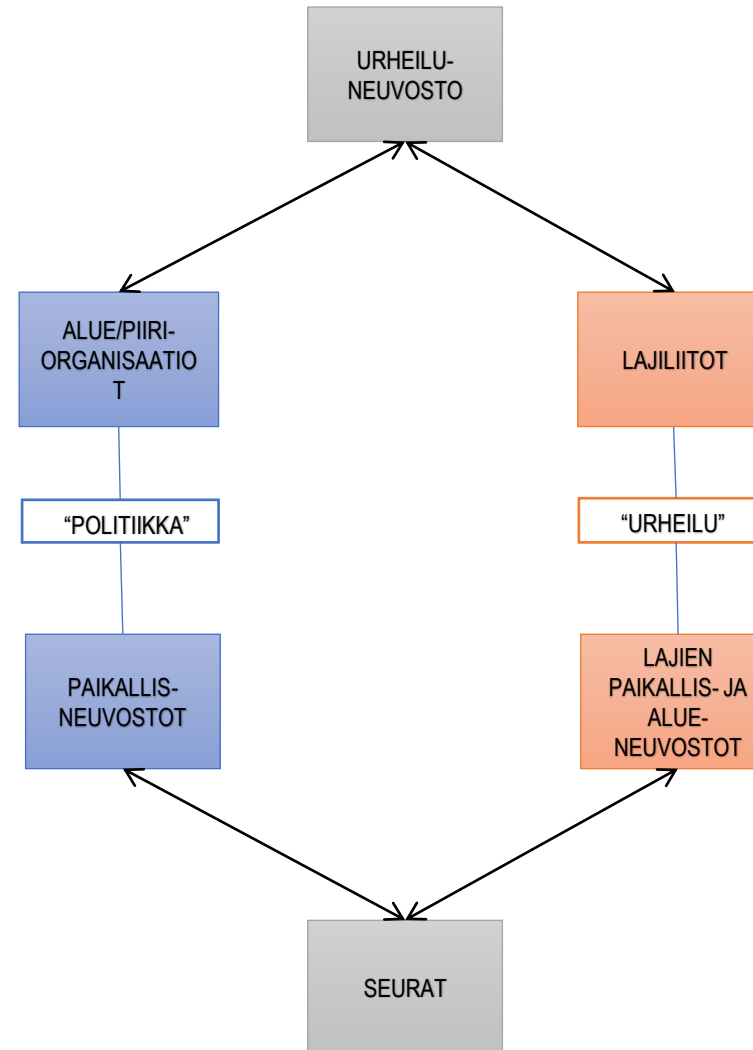 URHEILU-
NEUVOSTO
ALUE/PIIRI-
ORGANISAATIO
T
LAJILIITOT
“POLITIIKKA”
“URHEILU”
PAIKALLIS-
NEUVOSTOT
LAJIEN
PAIKALLIS- JA
ALUE-
NEUVOSTOT
SEURAT